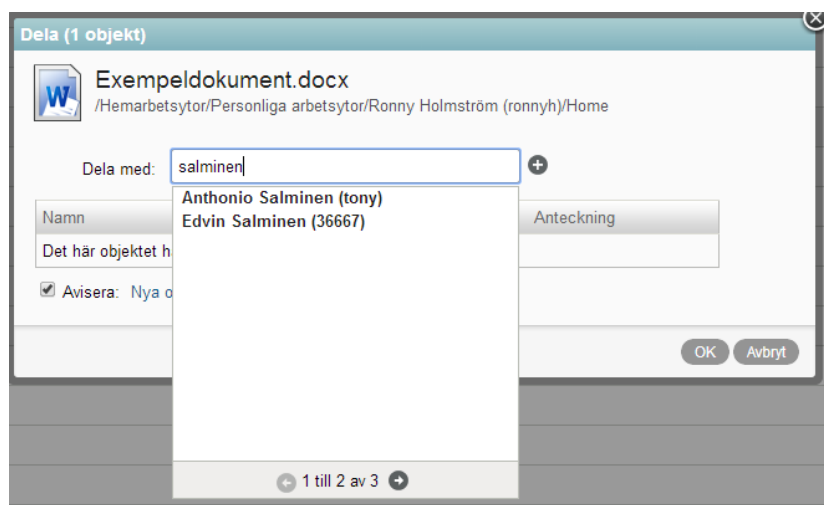 Dela (1 objekt)
Exempeldokument.docx
/Hemarbetsytor/Personliga arbetsytor/Ronny Holmström (ronnyh)/Home
Dela med: salminen
Anthonio Salminen (tony)
Edvin Salminen (36667)
Namn Anteckning
Det här objektet h
Avisera: Nya o
OK Avbryt
1 till 2 av 3